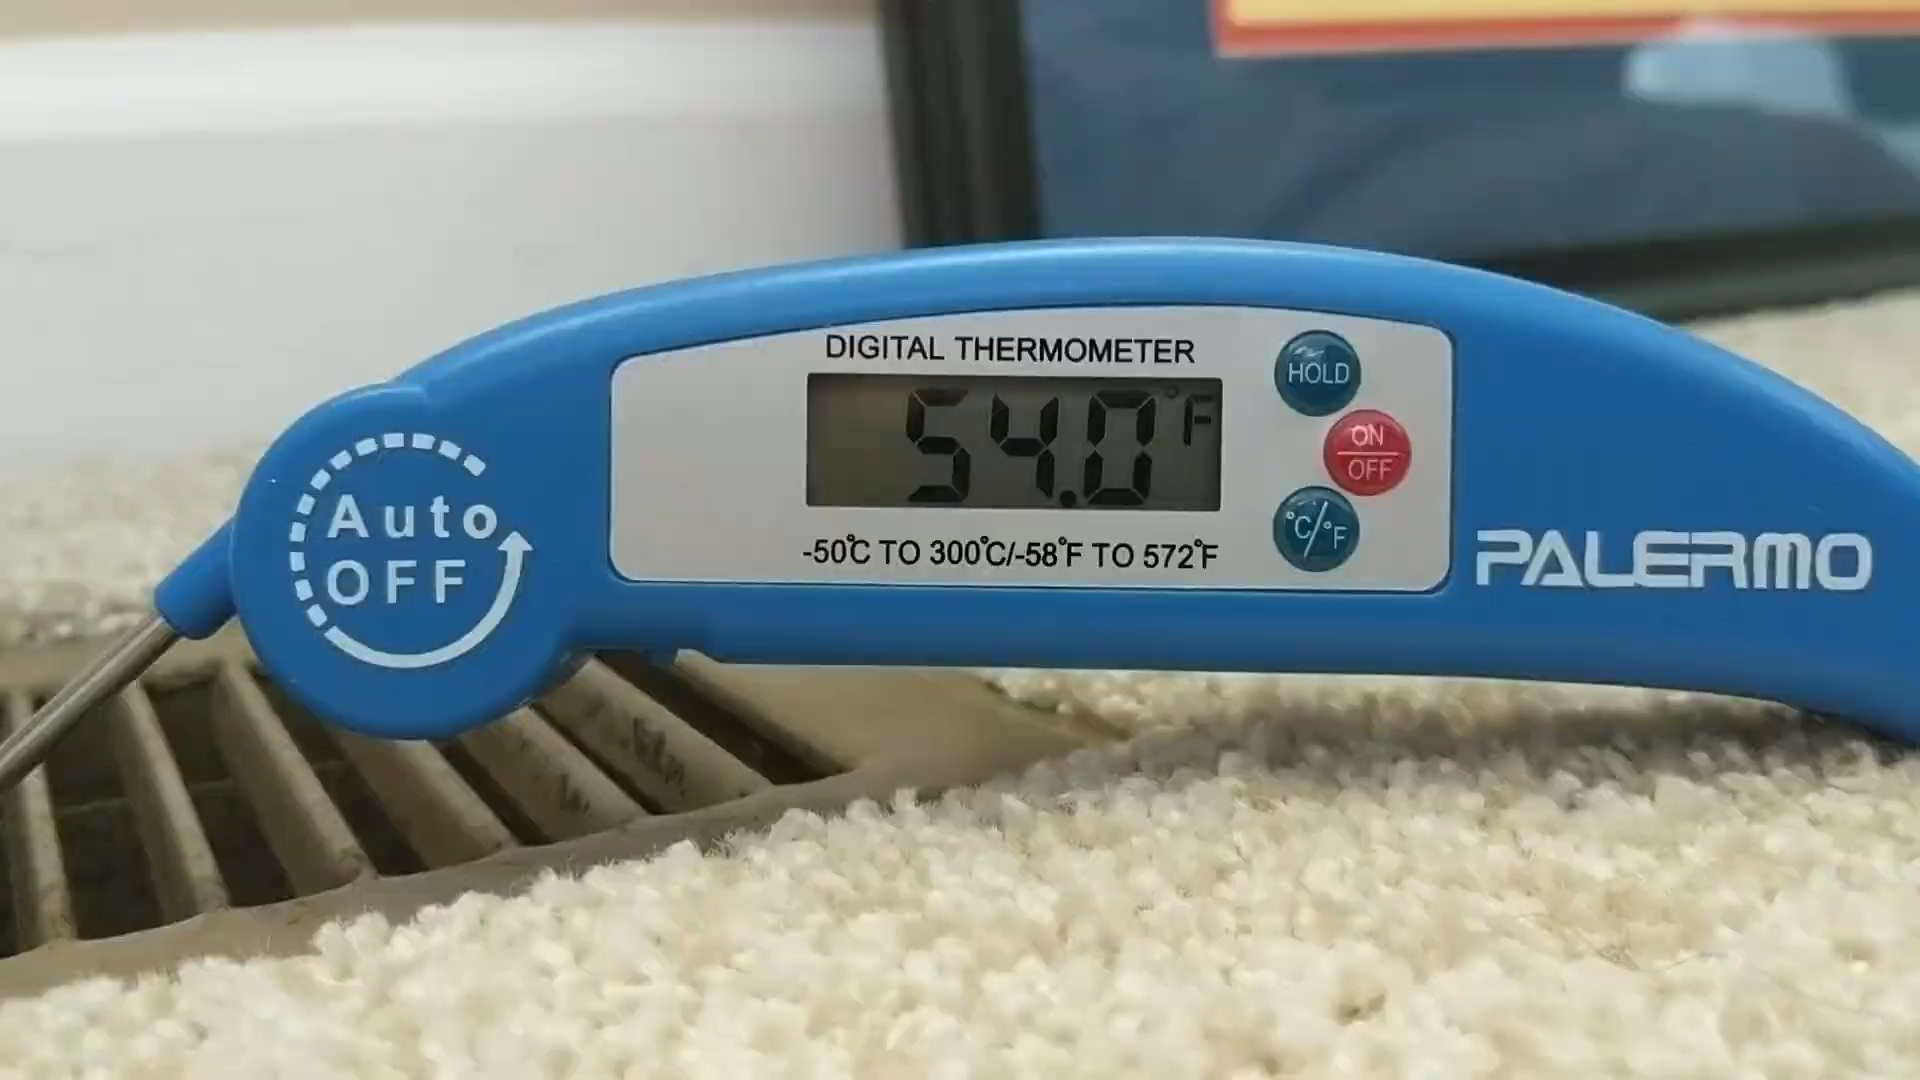 DIGITAL THERMOMETER
54.0°F
-50°C TO 300°C/-58°F TO 572°F
HOLD
ON
OFF
°C/°F
Auto
OFF
PALERMO